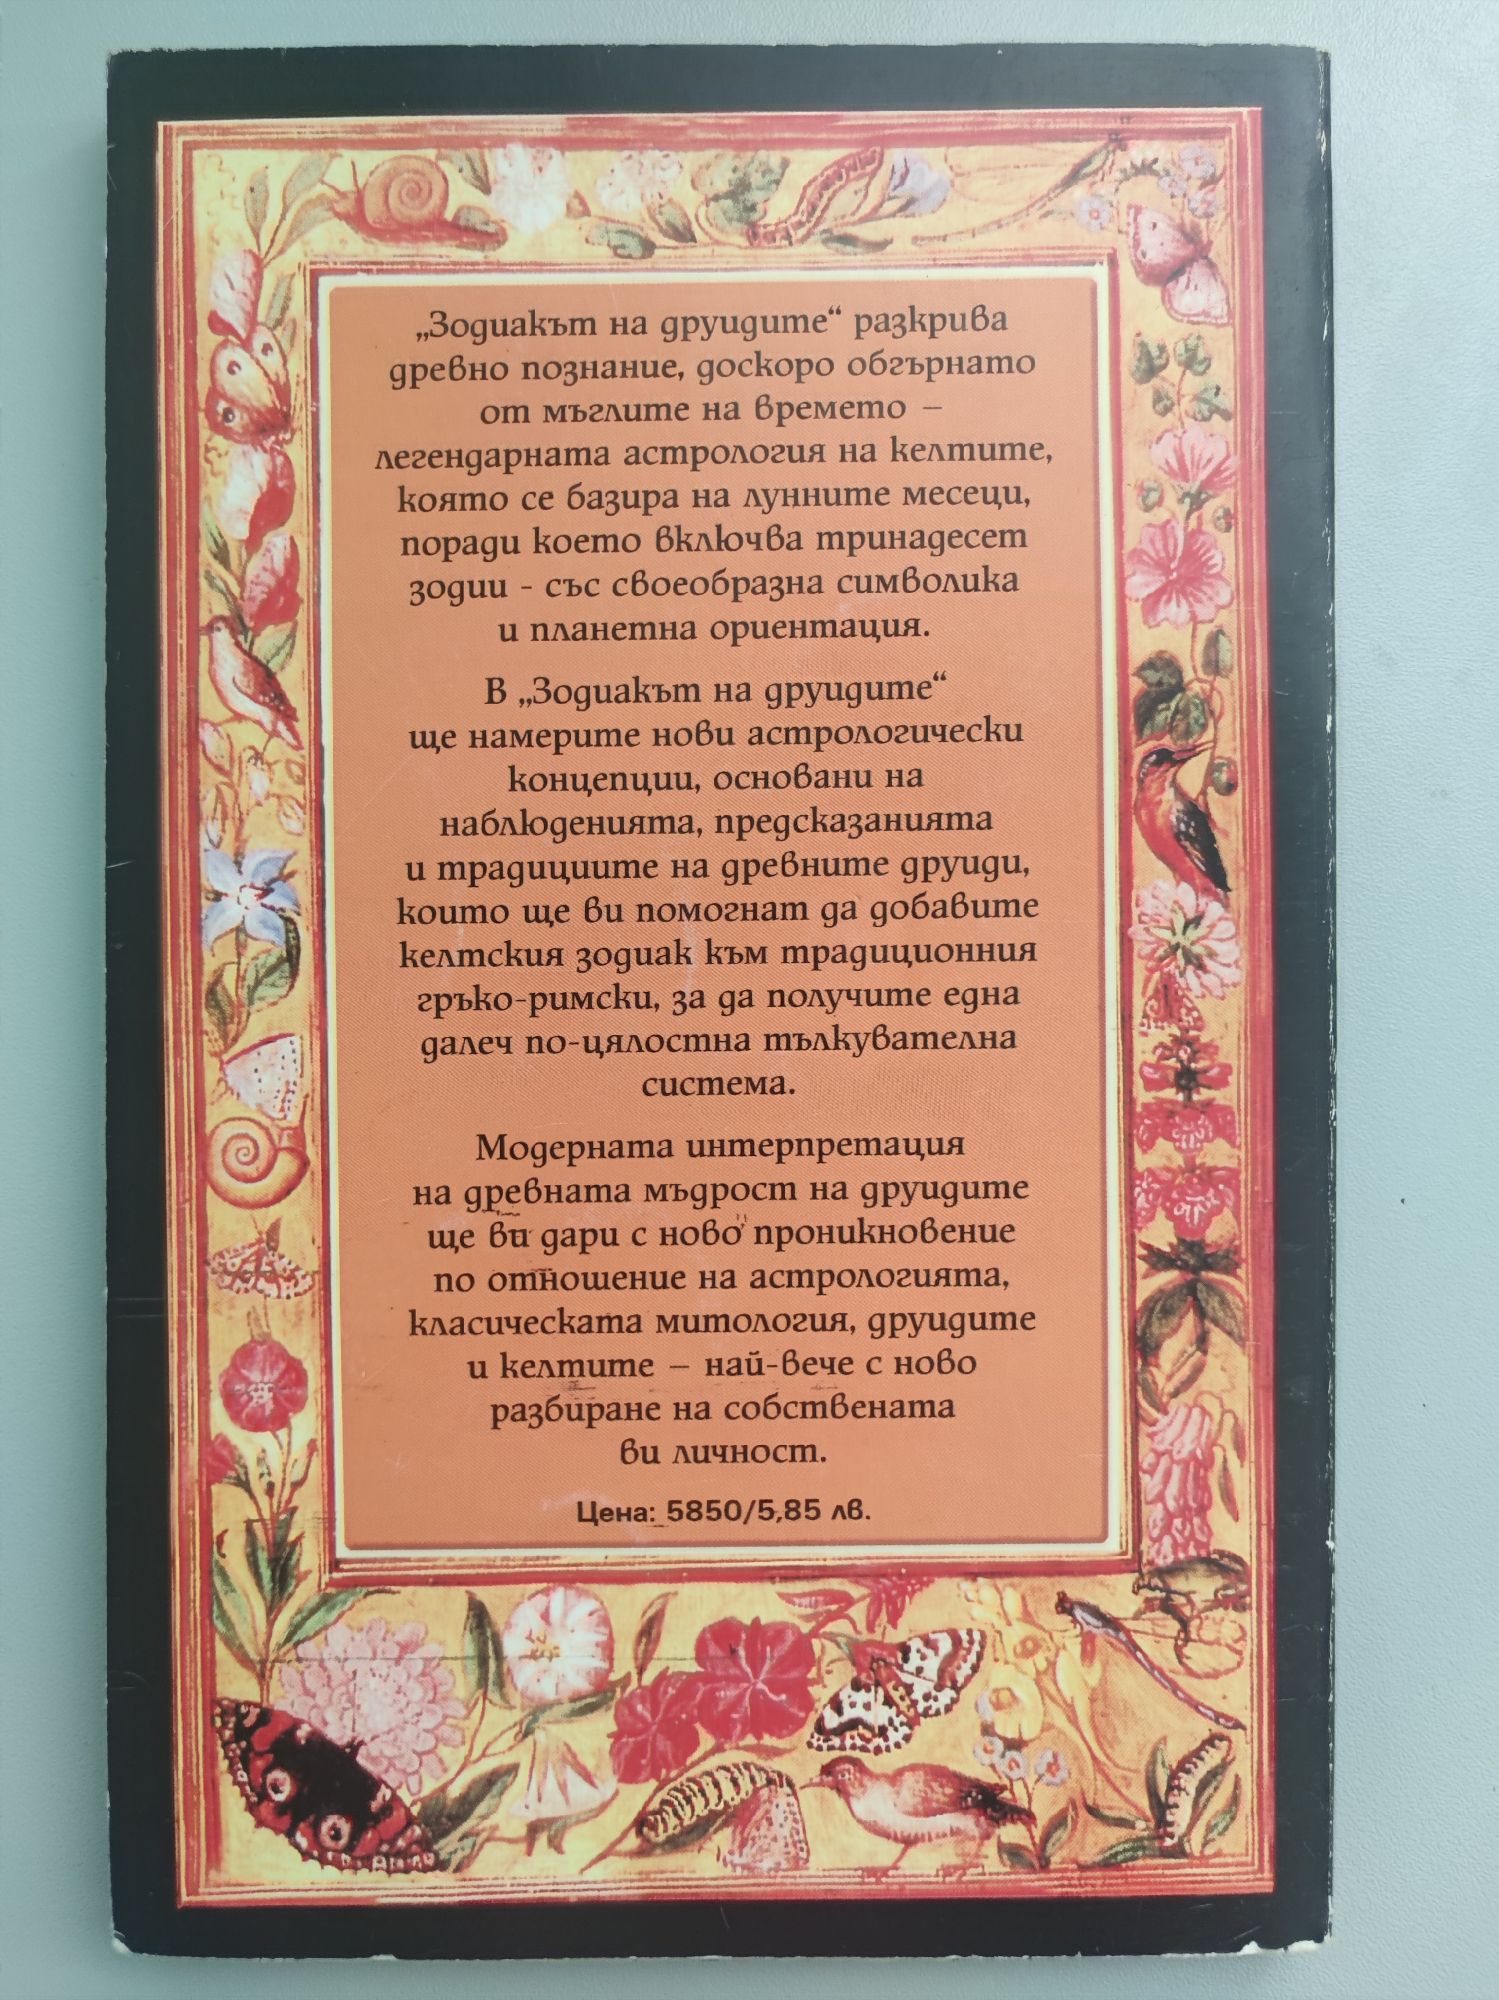 „Зодиакът на друидите“ разкрива
древно познание, доскоро обгърнато
от мъглите на времето –
легендарната астрология на келтите,
която се базира на лунните месеци,
поради което включва тринадесет
зодии - със своеобразна символика
и планетна ориентация.
В „Зодиакът на друидите“
ще намерите нови астрологически
концепции, основани на
наблюденията, предсказанията
и традициите на древните друиди,
които ще ви помогнат да добавите
келтския зодиак към традиционния
гръко-римски, за да получите една
далеч по-цялостна тълкувателна
система.
Модерната интерпретация
на древната мъдрост на друидите
ще ви дари с ново проникновение
по отношение на астрологията,
класическата митология, друидите
и келтите – най-вече с ново
разбиране на собствената
ви личност.
Цена: 5850/5,85 лв.